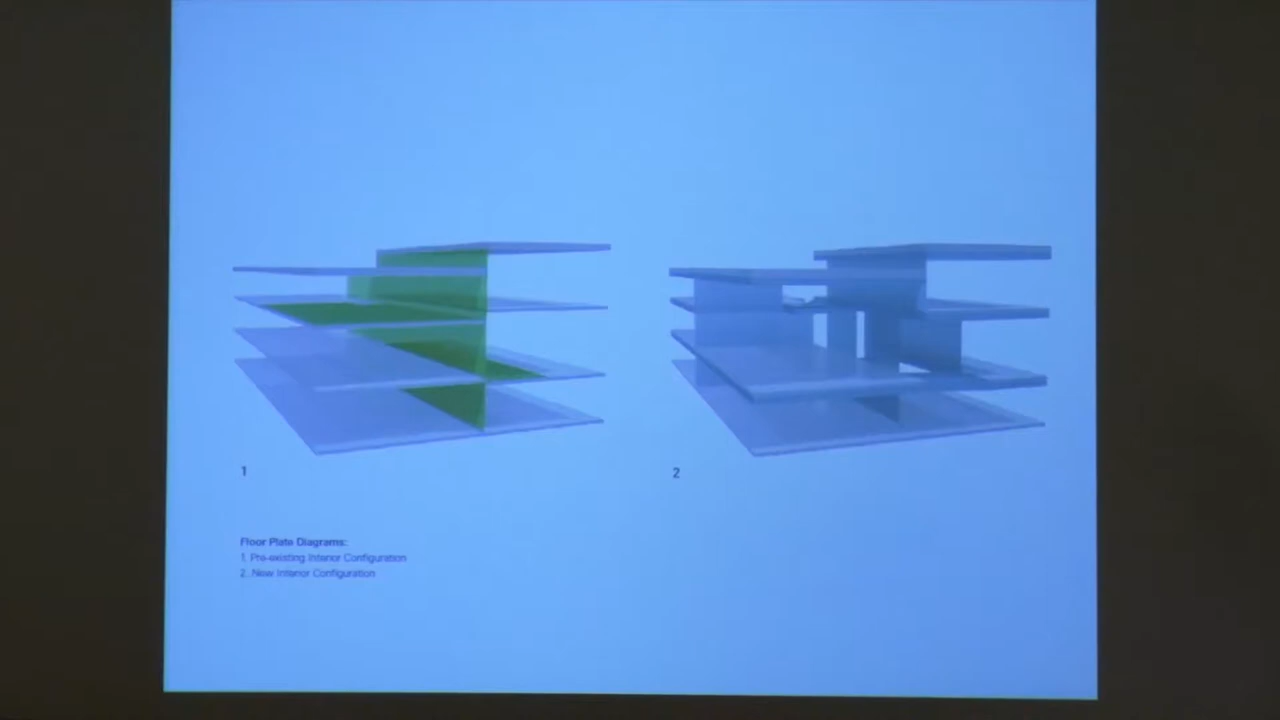 1
2
Floor Plate Diagrams:
1. Pre-existing Interior Configuration
2. New Interior Configuration